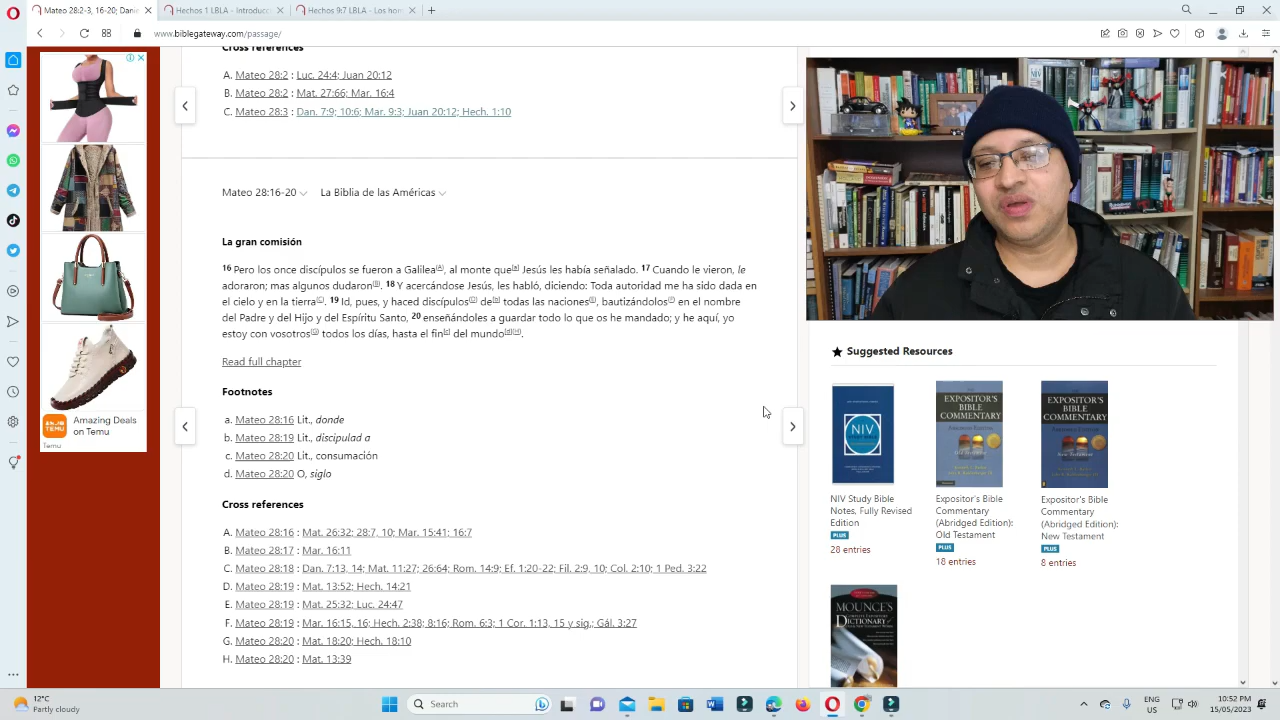 Mateo 28:2-3, 16-20; Dani
Hechos 1 LBLA -
Hechos 9:7 LBLA - Los hom
www.biblegateway.com/passage/
Cross references
A. Mateo 28:2 : Luc. 24:4; Juan 20:12
B. Mateo 28:2 : Mat. 27:66; Mar. 16:4
C. Mateo 28:3 : Dan. 7:9; 10:6; Mar. 9:3; Juan 20:12; Hech. 1:10
Mateo 28:16-20 La Biblia de las Américas
La gran comisión
16 Pero los once discípulos se fueron a Galilea[A], al monte que[a] Jesús les había señalado. 17 Cuando le vieron, le
adoraron; mas algunos dudaron[B]. 18 Y acercándose Jesús, les habló, diciendo: Toda autoridad me ha sido dada en
el cielo y en la tierra[C]. 19 Id, pues, y haced discípulos[D] de[b] todas las naciones[E], bautizándolos[F] en el nombre
del Padre y del Hijo y del Espíritu Santo, 20 enseñándoles a guardar todo lo que os he mandado; y he aquí, yo
estoy con vosotros[G] todos los días, hasta el fin[c] del mundo[d][H].
Read full chapter
Footnotes
a. Mateo 28:16 Lit., donde
b. Mateo 28:19 Lit., discipulad a
c. Mateo 28:20 Lit., consumación
d. Mateo 28:20 O, siglo
Cross references
A. Mateo 28:16 : Mat. 26:32; 28:7, 10; Mar. 15:41; 16:7
B. Mateo 28:17 : Mar. 16:11
C. Mateo 28:18 : Dan. 7:13, 14; Mat. 11:27; 26:64; Rom. 14:9; Ef. 1:20-22; Fil. 2:9, 10; Col. 2:10; 1 Ped. 3:22
D. Mateo 28:19 : Mat. 13:52; Hech. 14:21
E. Mateo 28:19 : Mat. 25:32; Luc. 24:47
F. Mateo 28:19 : Rom. 6:3; 1 Cor. 1:13, 15 y sig.; Gál. 3:27
G. Mateo 28:20 : Mat. 18:20; Hech. 18:10
H. Mateo 28:20 : Mat. 13:39
Amazing Deals
on Temu
Temu
Suggested Resources
NIV
EXPOSITOR'S
BIBLE
COMMENTARY
EXPOSITOR'S
BIBLE
COMMENTARY
NIV Study Bible
Notes, Fully Revised
Edition
PLUS
28 entries
Expositor's Bible
Commentary
(Abridged Edition):
Old Testament
PLUS
18 entries
Expositor's Bible
Commentary
(Abridged Edition):
New Testament
PLUS
8 entries
MOUNCE'S
DICTIONARY
12°C
Partly cloudy
Search
ENG
US
10:52 PM
15/05/2023